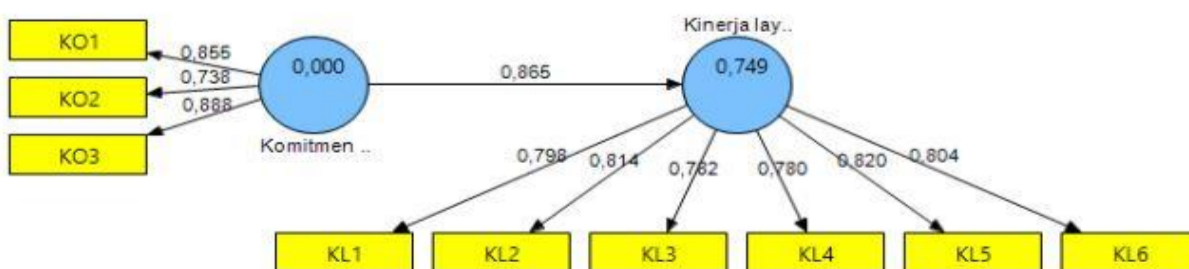 Kinerja lay..
KO1
0,855
0,738
0,888
KO2
KO3
0,000
Komitmen ..
0,865
0,749
0,798
0,814
0,782
0,780
0,820
0,804
KL1
KL2
KL3
KL4
KL5
KL6